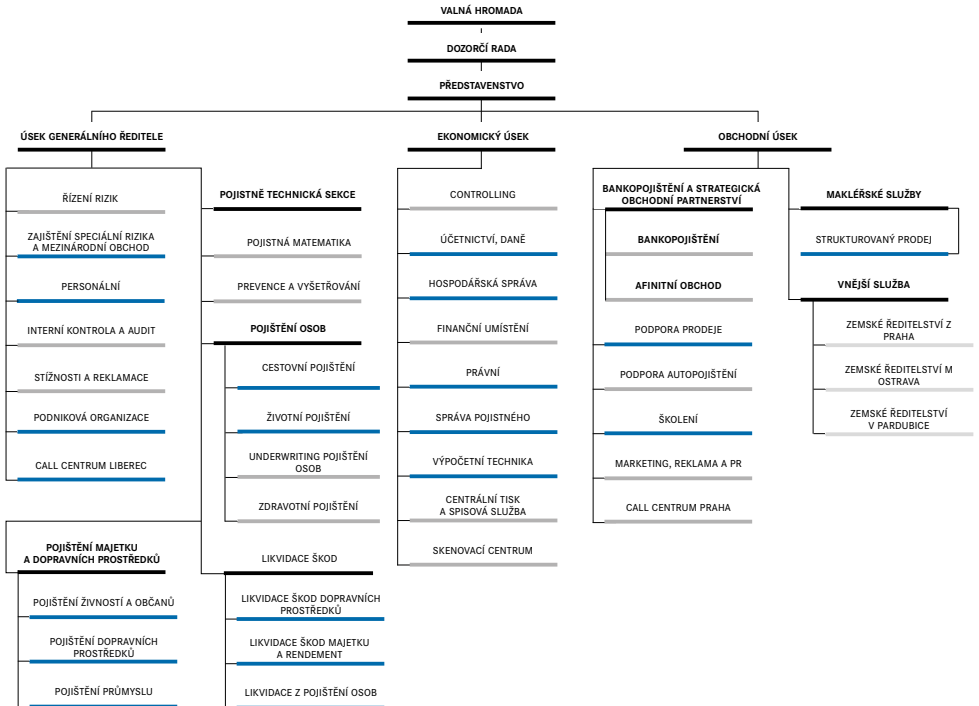 VALNÁ HROMADA
DOZORČÍ RADA
PŘEDSTAVENSTVO
ÚSEK GENERÁLNÍHO ŘEDITELE
ŘÍZENÍ RIZIK
ZAJIŠTĚNÍ SPECIÁLNÍ RIZIKA
A MEZINÁRODNÍ OBCHOD
PERSONÁLNÍ
INTERNÍ KONTROLA A AUDIT
STÍŽNOSTI A REKLAMACE
PODNIKOVÁ ORGANIZACE
CALL CENTRUM LIBEREC
POJISTNĚ TECHNICKÁ SEKCE
POJISTNÁ MATEMATIKA
PREVENCE A VYŠETŘOVÁNÍ
POJIŠTĚNÍ OSOB
CESTOVNÍ POJIŠTĚNÍ
ŽIVOTNÍ POJIŠTĚNÍ
UNDERWRITING POJIŠTĚNÍ
OSOB
ZDRAVOTNÍ POJIŠTĚNÍ
POJIŠTĚNÍ MAJETKU
A DOPRAVNÍCH PROSTŘEDKŮ
POJIŠTĚNÍ ŽIVNOSTÍ A OBČANŮ
POJIŠTĚNÍ DOPRAVNÍCH
PROSTŘEDKŮ
POJIŠTĚNÍ PRŮMYSLU
LIKVIDACE ŠKOD
LIKVIDACE ŠKOD DOPRAVNÍCH
PROSTŘEDKŮ
LIKVIDACE ŠKOD MAJETKU
A RENDEMENT
LIKVIDACE Z POJIŠTĚNÍ OSOB
EKONOMICKÝ ÚSEK
CONTROLLING
ÚČETNICTVÍ, DANĚ
HOSPODÁŘSKÁ SPRÁVA
FINANČNÍ UMÍSTĚNÍ
PRÁVNÍ
SPRÁVA POJISTNÉHO
VÝPOČETNÍ TECHNIKA
CENTRÁLNÍ TISK
A SPISOVÁ SLUŽBA
SKENOVACÍ CENTRUM
OBCHODNÍ ÚSEK
BANKOPOJIŠTĚNÍ A STRATEGICKÁ
OBCHODNÍ PARTNERSTVÍ
BANKOPOJIŠTĚNÍ
AFINITNÍ OBCHOD
PODPORA PRODEJE
PODPORA AUTOPOJIŠTĚNÍ
ŠKOLENÍ
MARKETING, REKLAMA A PR
CALL CENTRUM PRAHA
MAKLÉŘSKÉ SLUŽBY
STRUKTUROVANÝ PRODEJ
VNĚJŠÍ SLUŽBA
ZEMSKÉ ŘEDITELSTVÍ Z
PRAHA
ZEMSKÉ ŘEDITELSTVÍ M
OSTRAVA
ZEMSKÉ ŘEDITELSTVÍ
V PARDUBICE